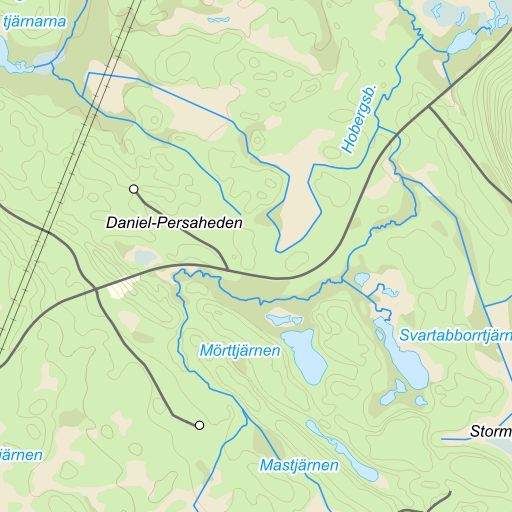 tjärnarna
Hobergsb.
Daniel-Persaheden
Svartabborrtjärn
Mörttjärnen
Storm
järnen
Mastjärnen